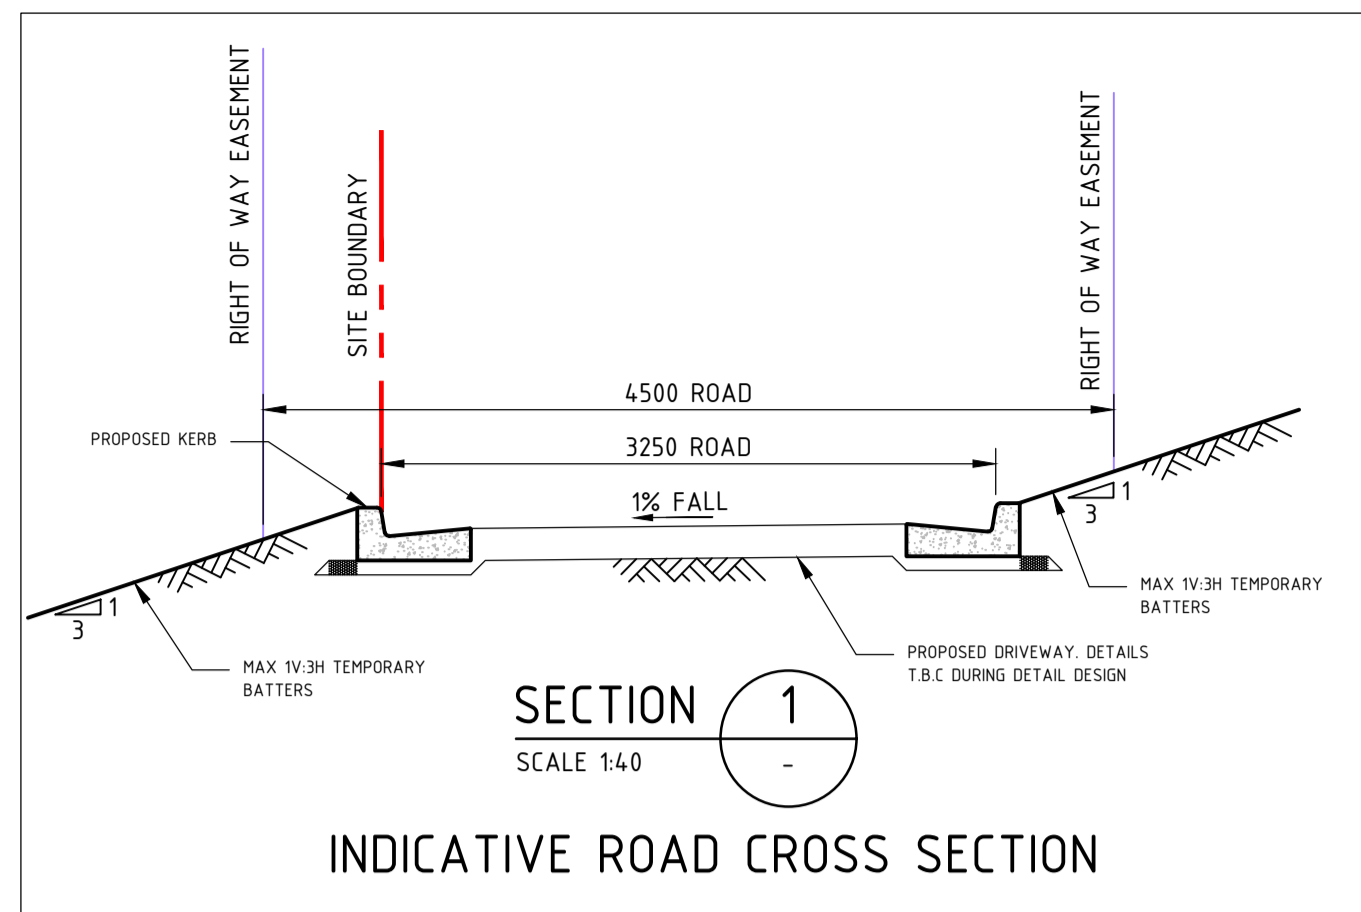 RIGHT OF WAY EASEMENT
SITE BOUNDARY
RIGHT OF WAY EASEMENT
4500 ROAD
PROPOSED KERB
3250 ROAD
1% FALL
1
3
1
3
MAX 1V:3H TEMPORARY
BATTERS
MAX 1V:3H TEMPORARY
BATTERS
PROPOSED DRIVEWAY. DETAILS
T.B.C DURING DETAIL DESIGN
SECTION 1
SCALE 1:40 -
INDICATIVE ROAD CROSS SECTION